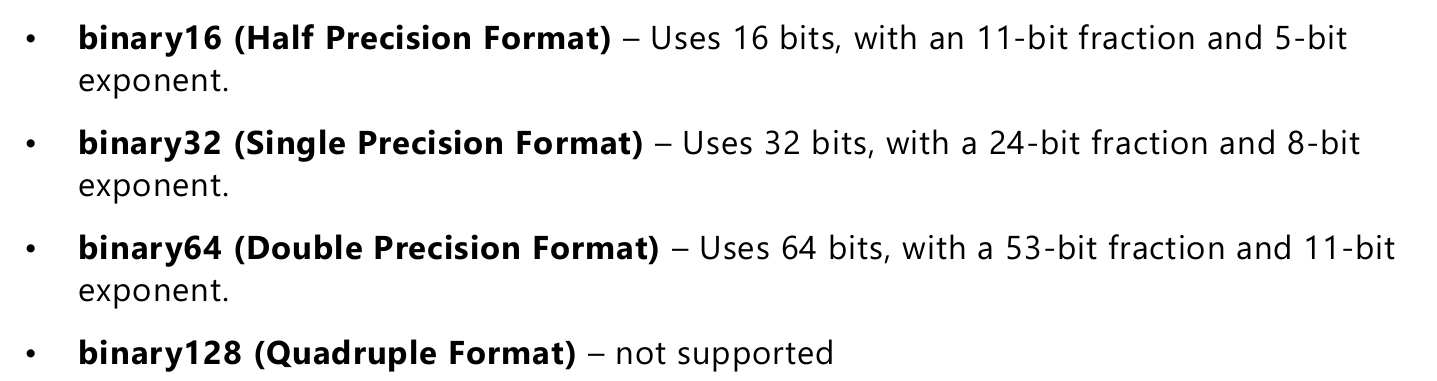 • binary16 (Half Precision Format) – Uses 16 bits, with an 11-bit fraction and 5-bit
exponent.
• binary32 (Single Precision Format) – Uses 32 bits, with a 24-bit fraction and 8-bit
exponent.
• binary64 (Double Precision Format) – Uses 64 bits, with a 53-bit fraction and 11-bit
exponent.
• binary128 (Quadruple Format) – not supported